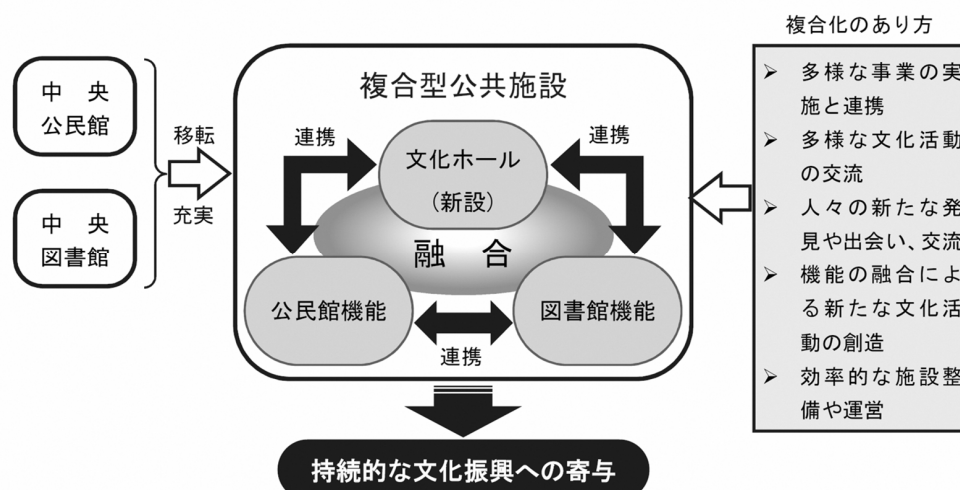 複合化のあり方
中　央
公民館
中　央
図書館
移転
充実
複合型公共施設
連携
連携
文化ホール
（新設）
融　合
公民館機能
図書館機能
連携
持続的な文化振興への寄与
➢ 多様な事業の実
施と連携
➢ 多様な文化活動
の交流
➢ 人々の新たな発
見や出会い、交流
➢ 機能の融合によ
る新たな文化活
動の創造
➢ 効率的な施設整
備や運営